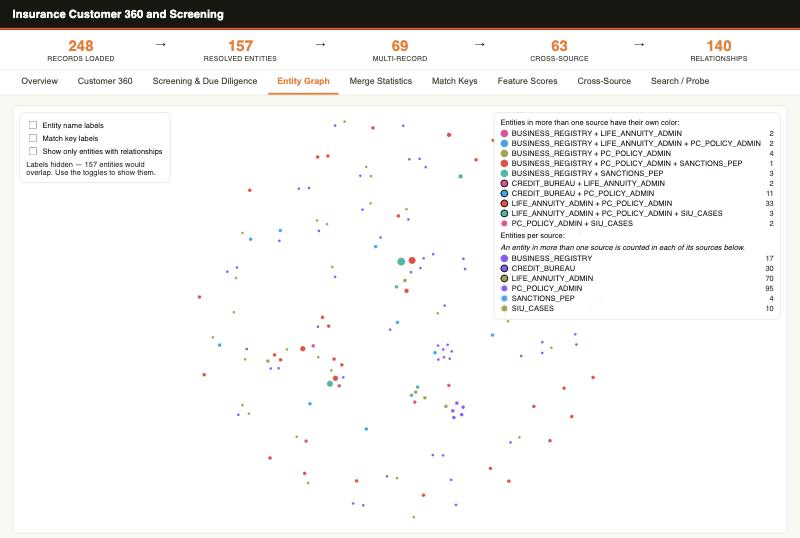 Insurance Customer 360 and Screening
248 → 157 → 69 → 63 → 140
RECORDS LOADED RESOLVED ENTITIES MULTI-RECORD CROSS-SOURCE RELATIONSHIPS
Overview Customer 360 Screening & Due Diligence Entity Graph Merge Statistics Match Keys Feature Scores Cross-Source Search / Probe
Entity name labels
Match key labels
Show only entities with relationships
Labels hidden — 157 entities would
overlap. Use the toggles to show them.
Entities in more than one source have their own color:
BUSINESS_REGISTRY + LIFE_ANNUITY_ADMIN 2
BUSINESS_REGISTRY + LIFE_ANNUITY_ADMIN + PC_POLICY_ADMIN 2
BUSINESS_REGISTRY + PC_POLICY_ADMIN 4
BUSINESS_REGISTRY + PC_POLICY_ADMIN + SANCTIONS_PEP 1
BUSINESS_REGISTRY + SANCTIONS_PEP 3
CREDIT_BUREAU + LIFE_ANNUITY_ADMIN 2
CREDIT_BUREAU + PC_POLICY_ADMIN 11
LIFE_ANNUITY_ADMIN + PC_POLICY_ADMIN 33
LIFE_ANNUITY_ADMIN + PC_POLICY_ADMIN + SIU_CASES 3
PC_POLICY_ADMIN + SIU_CASES 2
Entities per source:
An entity in more than one source is counted in each of its sources below.
BUSINESS_REGISTRY 17
CREDIT_BUREAU 30
LIFE_ANNUITY_ADMIN 70
PC_POLICY_ADMIN 95
SANCTIONS_PEP 4
SIU_CASES 10